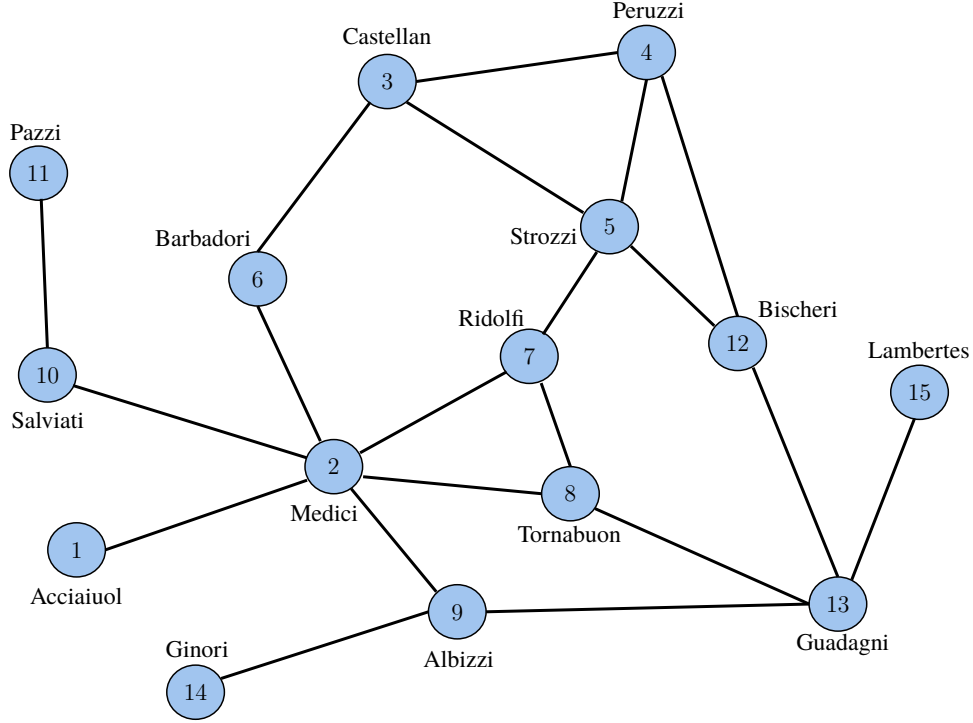 Peruzzi
4
Castellan
3
Pazzi
11
Strozzi
5
Barbadori
6
Bischeri
12
Ridolfi
7
Lambertes
15
10
Salviati
2
Medici
8
Tornabuon
1
Acciaiuol
13
Guadagni
9
Albizzi
Ginori
14